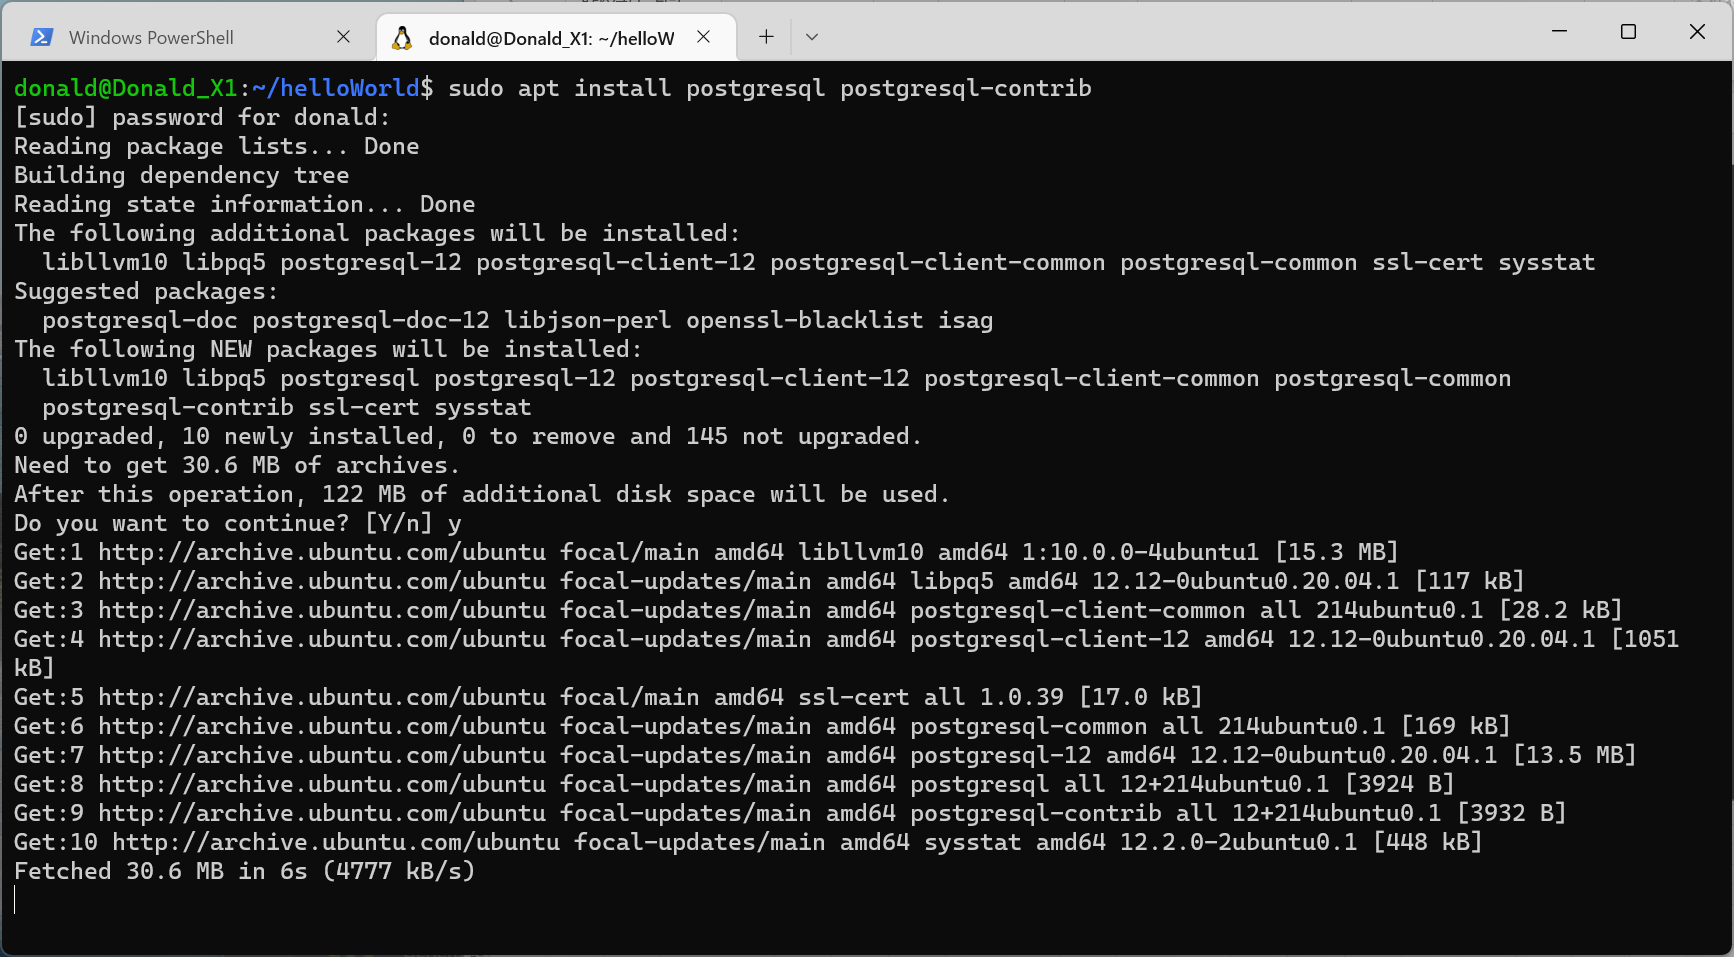 Windows PowerShell
donald@Donald_X1: ~/helloW
donald@Donald_X1:~/helloWorld$ sudo apt install postgresql postgresql-contrib
[sudo] password for donald:
Reading package lists... Done
Building dependency tree
Reading state information... Done
The following additional packages will be installed:
  libllvm10 libpq5 postgresql-12 postgresql-client-12 postgresql-client-common postgresql-common ssl-cert sysstat
Suggested packages:
  postgresql-doc postgresql-doc-12 libjson-perl openssl-blacklist isag
The following NEW packages will be installed:
  libllvm10 libpq5 postgresql postgresql-12 postgresql-client-12 postgresql-client-common postgresql-common
  postgresql-contrib ssl-cert sysstat
0 upgraded, 10 newly installed, 0 to remove and 145 not upgraded.
Need to get 30.6 MB of archives.
After this operation, 122 MB of additional disk space will be used.
Do you want to continue? [Y/n] y
Get:1 http://archive.ubuntu.com/ubuntu focal/main amd64 libllvm10 amd64 1:10.0.0-4ubuntu1 [15.3 MB]
Get:2 http://archive.ubuntu.com/ubuntu focal-updates/main amd64 libpq5 amd64 12.12-0ubuntu0.20.04.1 [117 kB]
Get:3 http://archive.ubuntu.com/ubuntu focal-updates/main amd64 postgresql-client-common all 214ubuntu0.1 [28.2 kB]
Get:4 http://archive.ubuntu.com/ubuntu focal-updates/main amd64 postgresql-client-12 amd64 12.12-0ubuntu0.20.04.1 [1051
kB]
Get:5 http://archive.ubuntu.com/ubuntu focal/main amd64 ssl-cert all 1.0.39 [17.0 kB]
Get:6 http://archive.ubuntu.com/ubuntu focal-updates/main amd64 postgresql-common all 214ubuntu0.1 [169 kB]
Get:7 http://archive.ubuntu.com/ubuntu focal-updates/main amd64 postgresql-12 amd64 12.12-0ubuntu0.20.04.1 [13.5 MB]
Get:8 http://archive.ubuntu.com/ubuntu focal-updates/main amd64 postgresql all 12+214ubuntu0.1 [3924 B]
Get:9 http://archive.ubuntu.com/ubuntu focal-updates/main amd64 postgresql-contrib all 12+214ubuntu0.1 [3932 B]
Get:10 http://archive.ubuntu.com/ubuntu focal-updates/main amd64 sysstat amd64 12.2.0-2ubuntu0.1 [448 kB]
Fetched 30.6 MB in 6s (4777 kB/s)